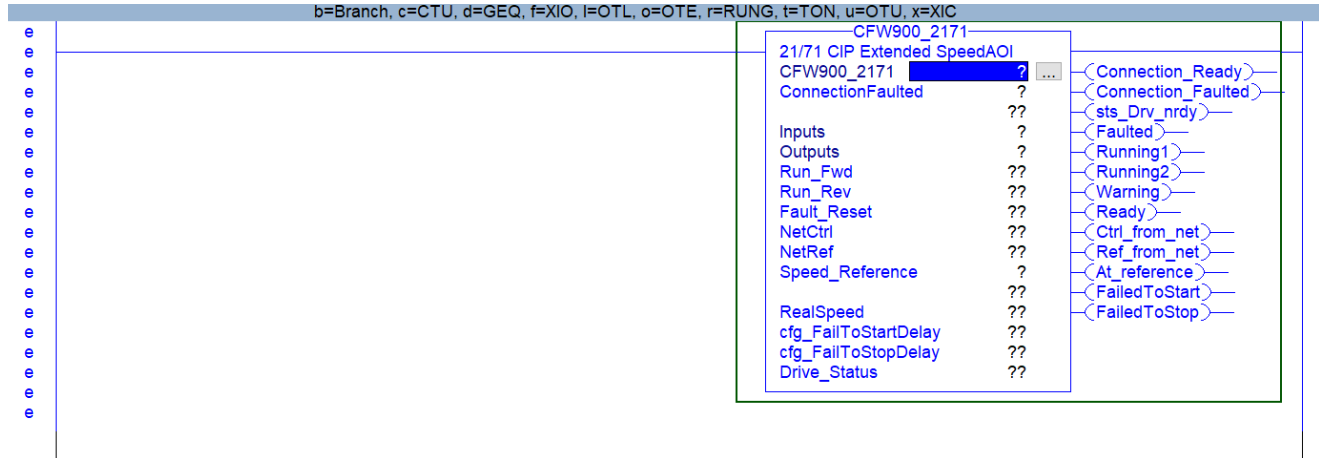 b=Branch, c=CTU, d=GEQ, f=XIO, l=OTL, o=OTE, r=RUNG, t=TON, u=OTU, x=XIC
e
CFW900_2171
e
21/71 CIP Extended SpeedAOI
e
CFW900_2171 ? ... Connection_Ready
e
ConnectionFaulted ? Connection_Faulted
e
?? sts_Drv_nrdy
e
Inputs ? Faulted
e
Outputs ? Running1
e
Run_Fwd ?? Running2
e
Run_Rev ?? Warning
e
Fault_Reset ?? Ready
e
NetCtrl ?? Ctrl_from_net
e
NetRef ?? Ref_from_net
e
Speed_Reference ? At_reference
e
?? FailedToStart
e
RealSpeed ?? FailedToStop
e
cfg_FailToStartDelay ??
e
cfg_FailToStopDelay ??
e
Drive_Status ??
e
e
e